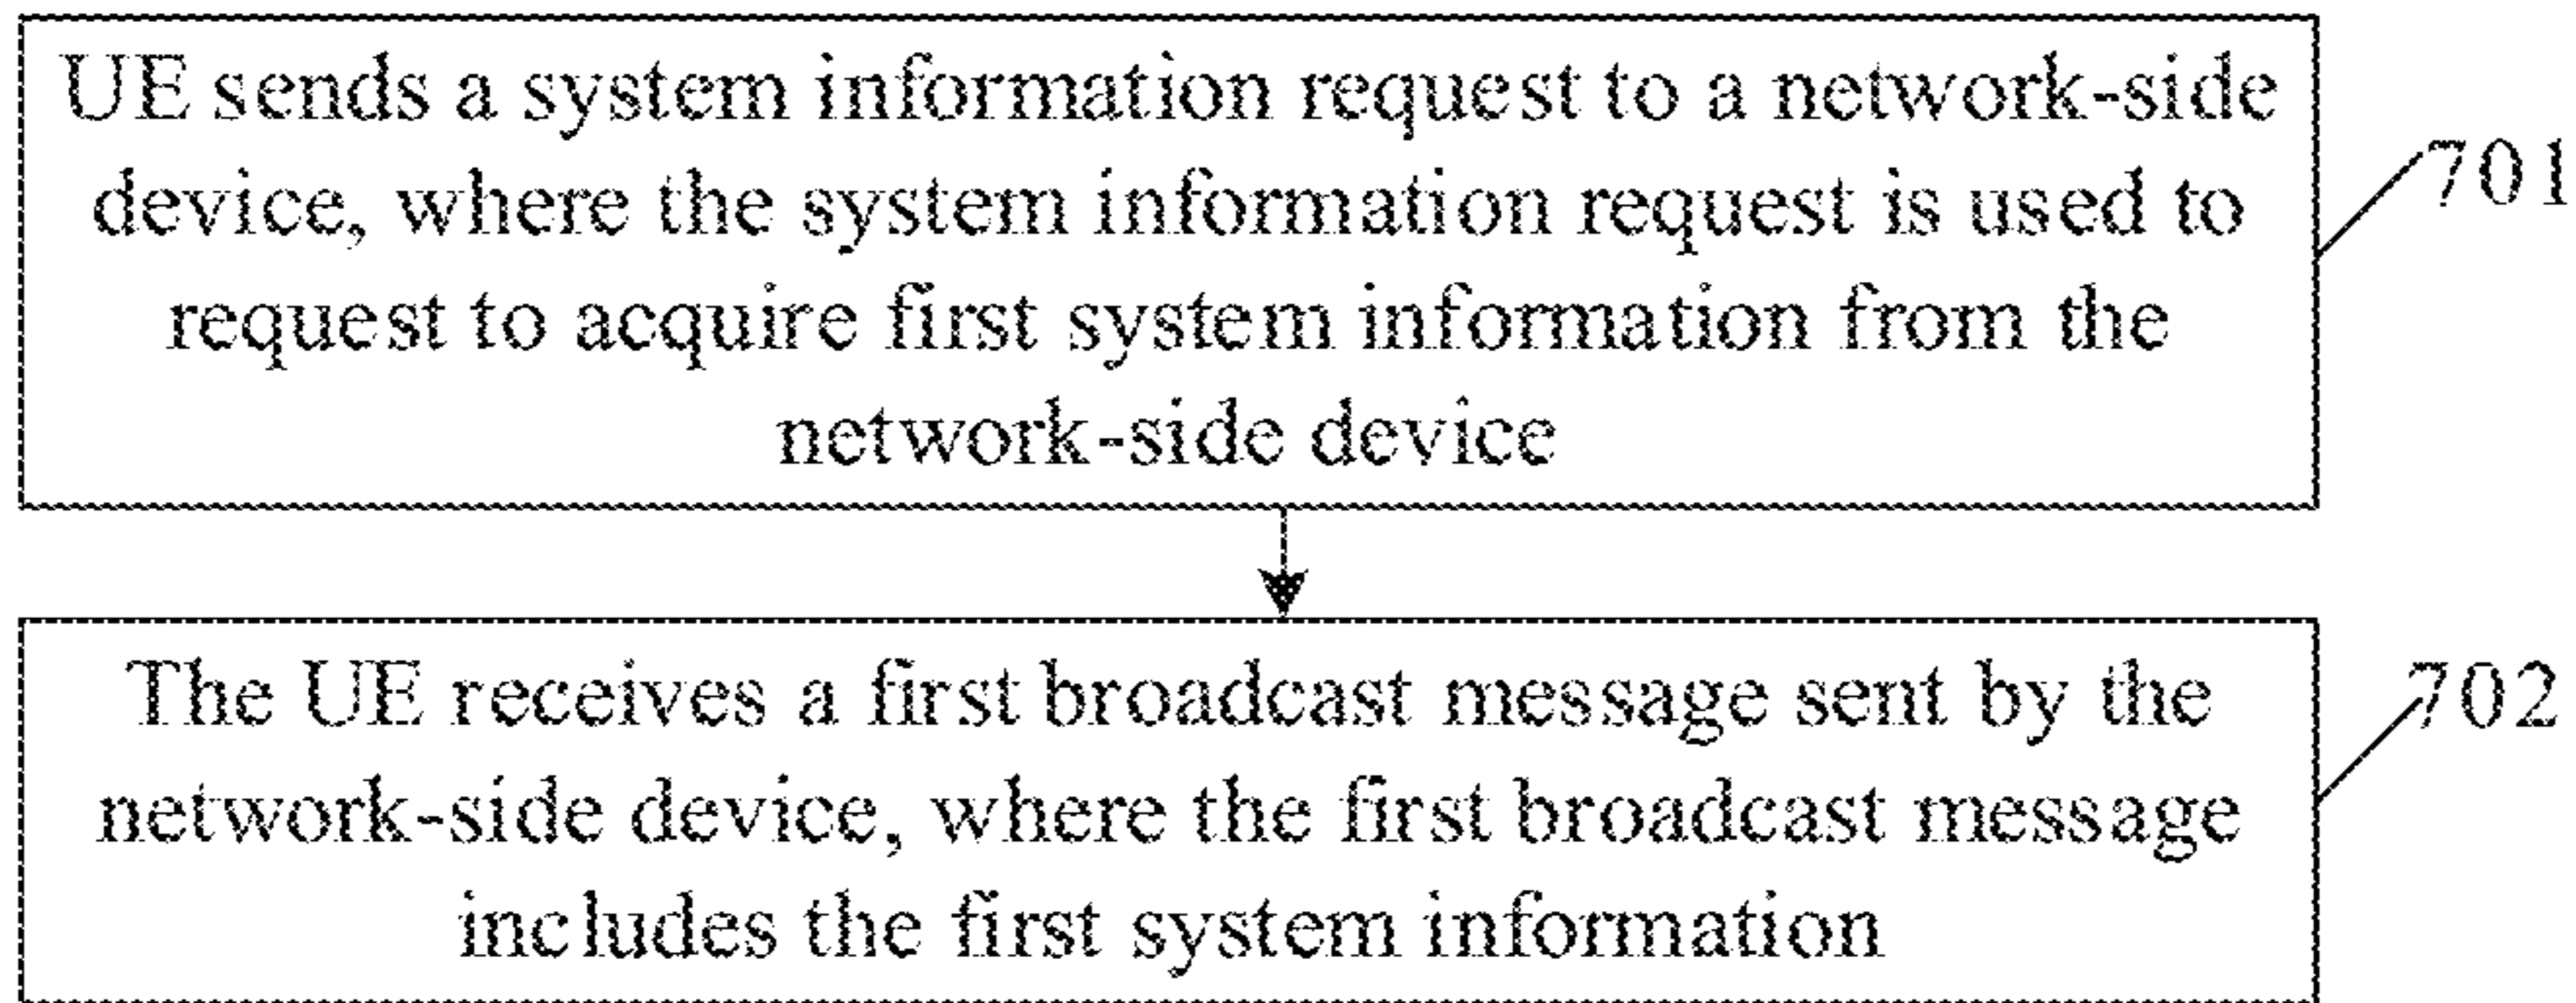 UE sends a system information request to a network-side
device, where the system information request is used to
request to acquire first system information from the
network-side device
701
The UE receives a first broadcast message sent by the
network-side device, where the first broadcast message
includes the first system information
702